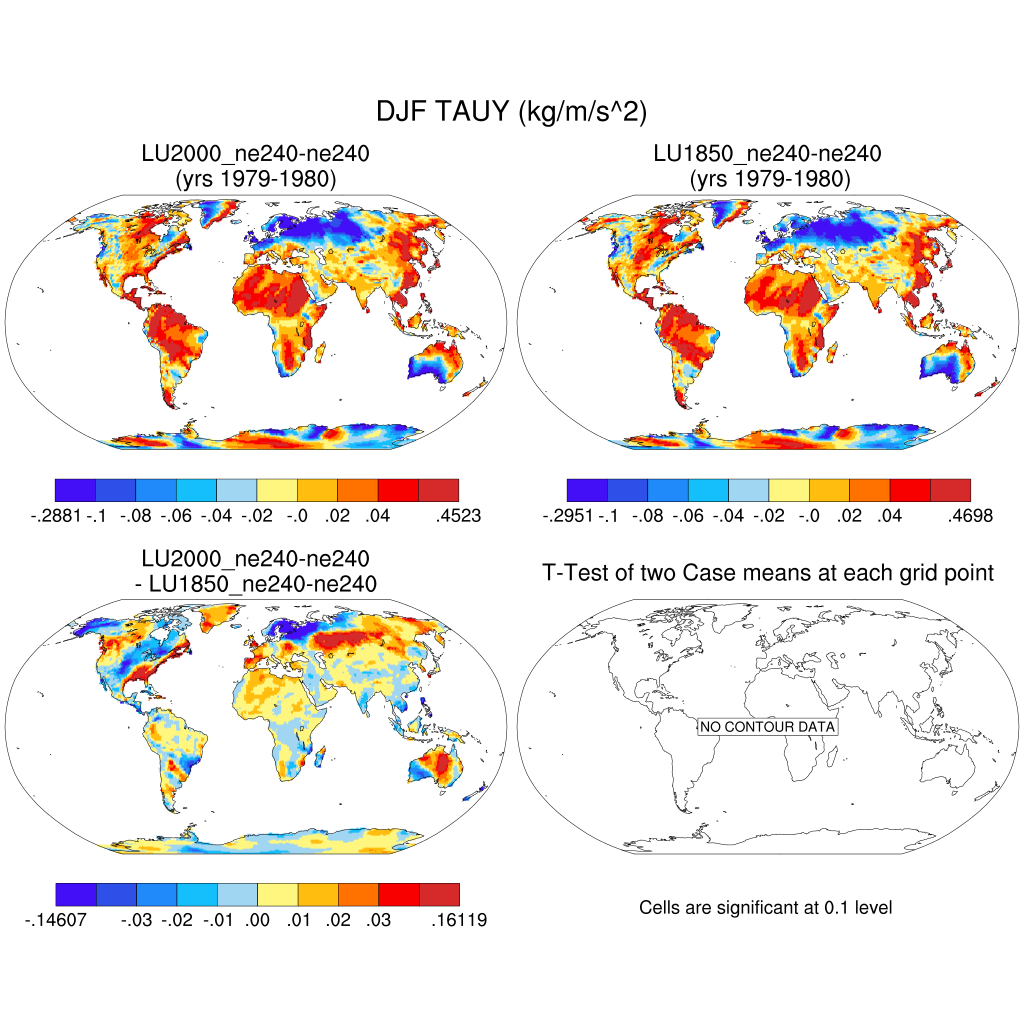 DJF TAUY (kg/m/s^2)
LU2000_ne240-ne240
(yrs 1979-1980)
LU1850_ne240-ne240
(yrs 1979-1980)
-.2881 -.1 -.08 -.06 -.04 -.02 -.0 .02 .04 .4523
-.2951 -.1 -.08 -.06 -.04 -.02 -.0 .02 .04 .4698
LU2000_ne240-ne240
- LU1850_ne240-ne240
T-Test of two Case means at each grid point
NO CONTOUR DATA
-.14607 -.03 -.02 -.01 .00 .01 .02 .03 .16119
Cells are significant at 0.1 level